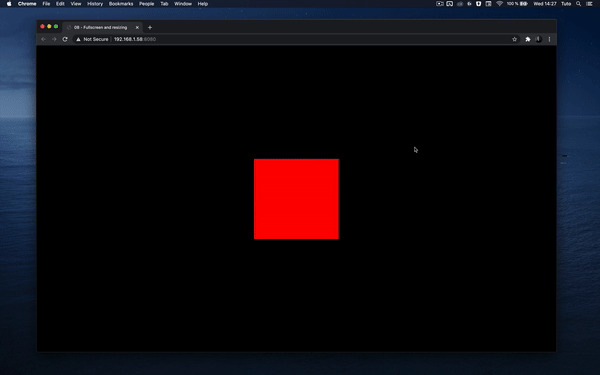 Chrome File Edit View History Bookmarks People Tab Window Help 100 % Wed 14:27 Tuto
08 - Fullscreen and resizing
Not Secure 192.168.1.58:8080